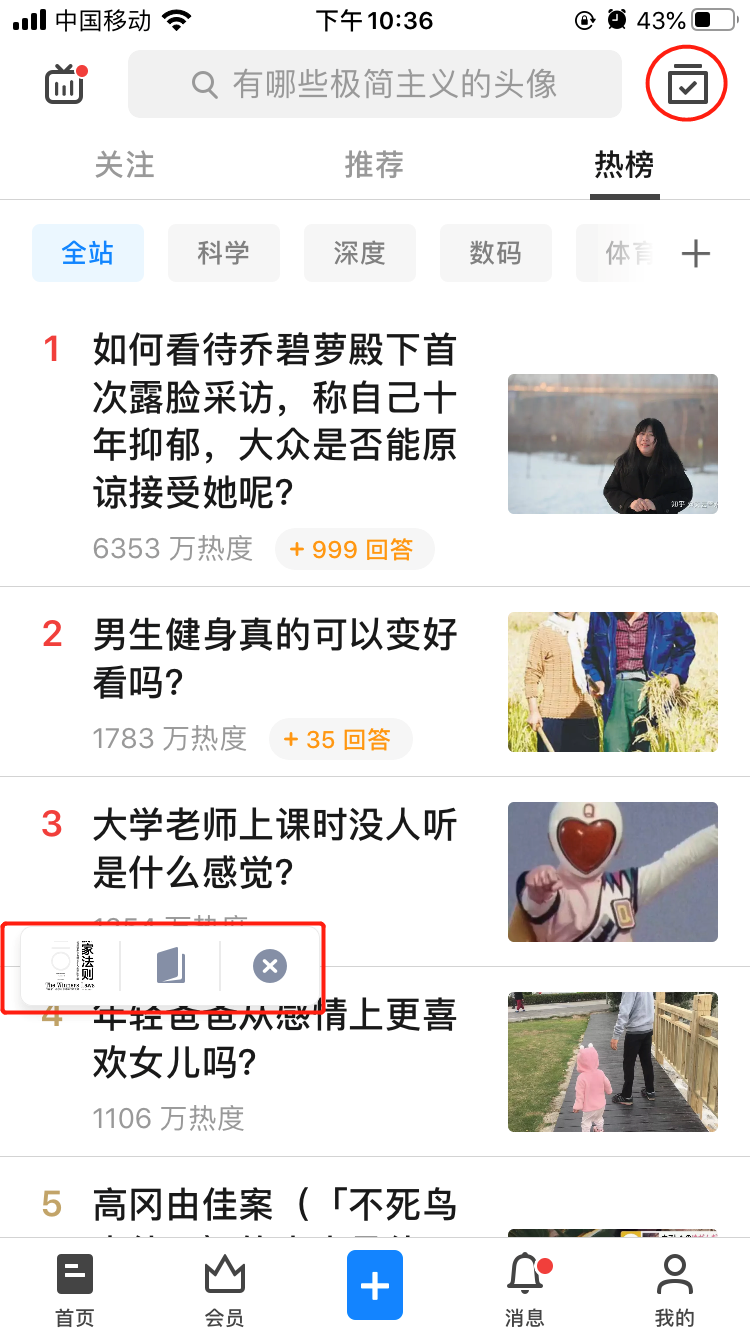 中国移动 下午10:36 43%
有哪些极简主义的头像
关注 推荐 热榜
全站 科学 深度 数码 体育
1 如何看待乔碧萝殿下首
次露脸采访，称自己十
年抑郁，大众是否能原
谅接受她呢？
6353 万热度 + 999 回答
2 男生健身真的可以变好
看吗？
1783 万热度 + 35 回答
3 大学老师上课时没人听
是什么感觉？
家法则
The Winners Laws
4 年轻爸爸从感情上更喜
欢女儿吗？
1106 万热度
5 高冈由佳案（「不死鸟
首页 会员 消息 我的